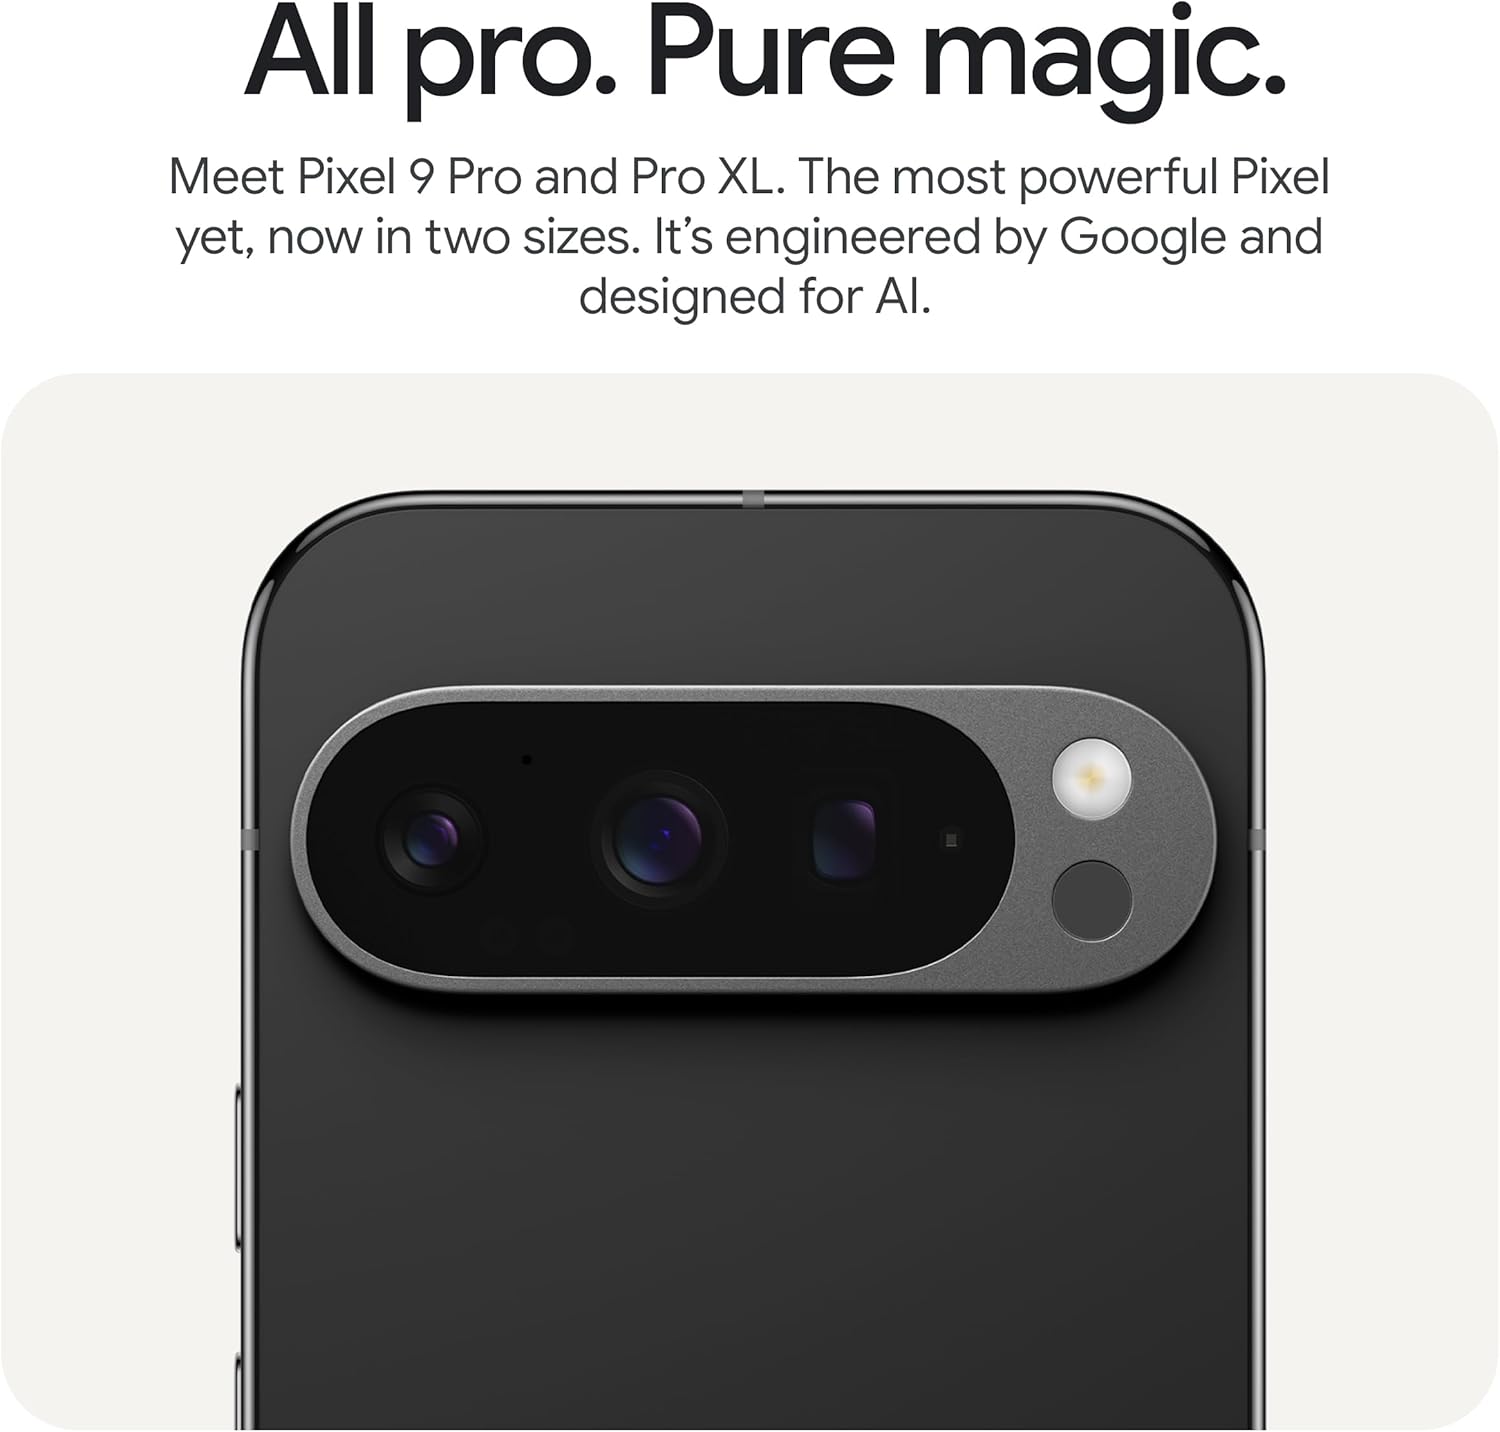 All pro. Pure magic.
Meet Pixel 9 Pro and Pro XL. The most powerful Pixel
yet, now in two sizes. It’s engineered by Google and
designed for AI.